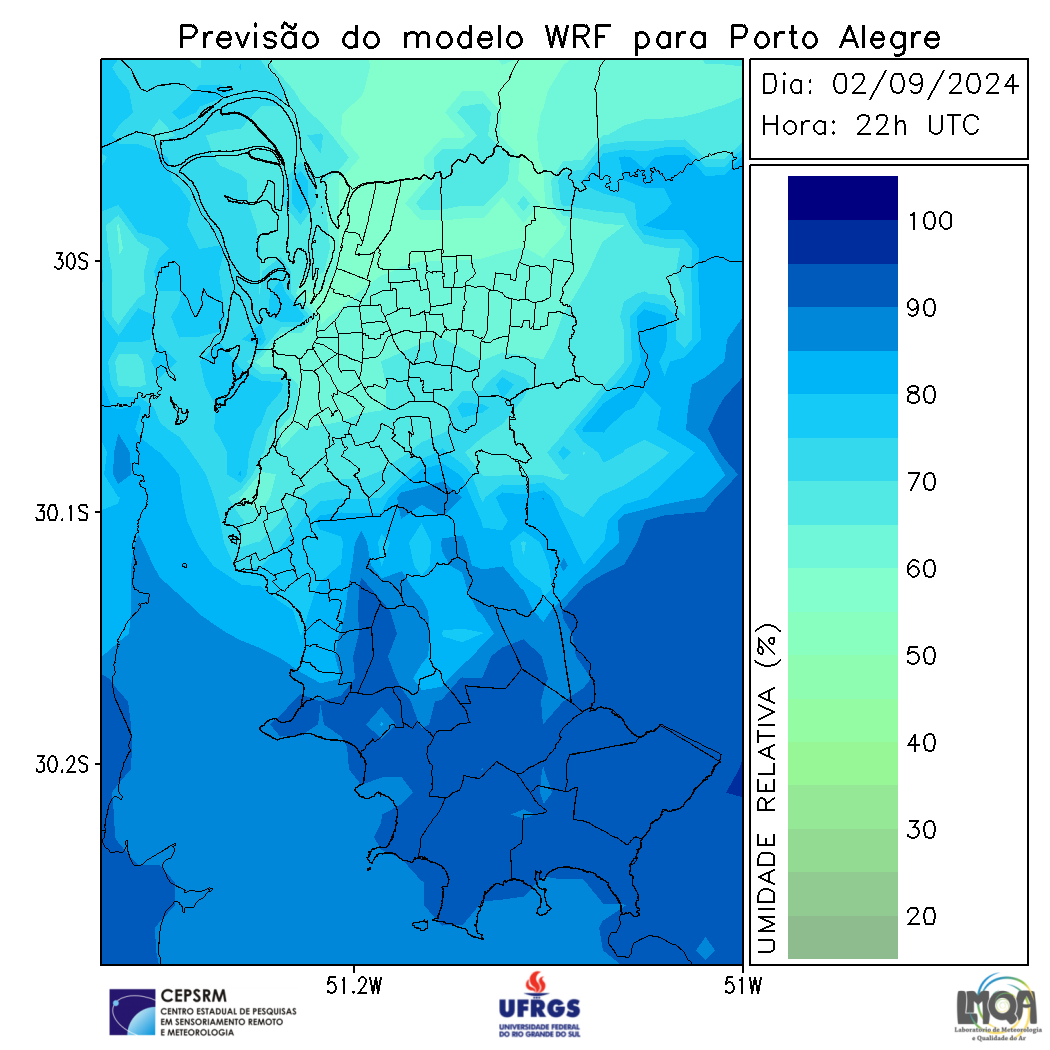 Previsão do modelo WRF para Porto Alegre
Dia: 02/09/2024
Hora: 22h UTC
100
90
80
70
60
50
40
30
20
UMIDADE RELATIVA (%)
30S
30.1S
30.2S
51.2W
51W
CEPSRM
CENTRO ESTADUAL DE PESQUISAS
EM SENSORIAMENTO REMOTO
E METEOROLOGIA
UFRGS
UNIVERSIDADE FEDERAL
DO RIO GRANDE DO SUL
LMQA
Laboratório de Meteorologia
e Qualidade do Ar